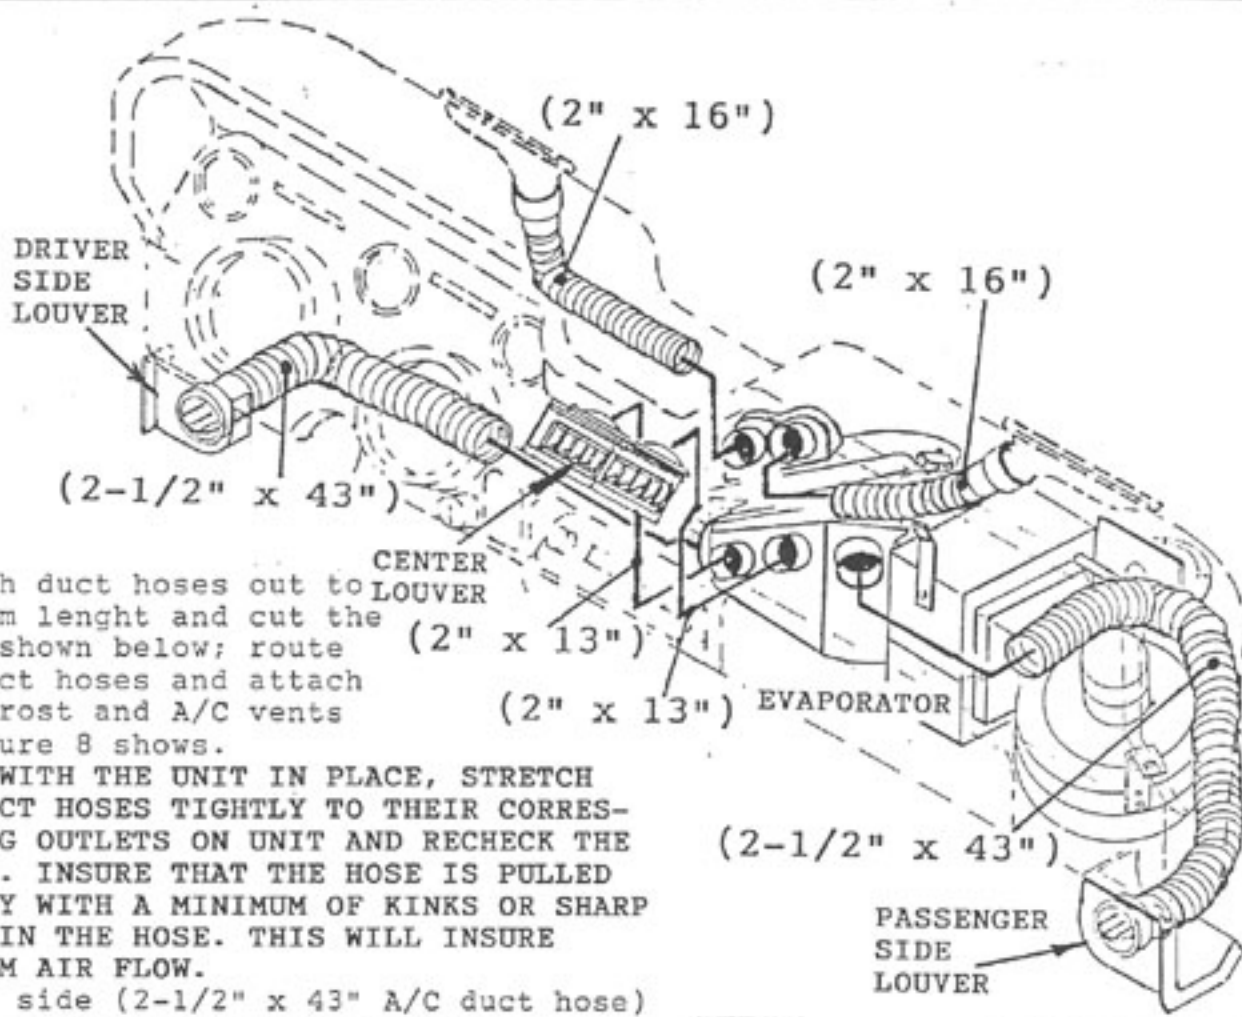 (2" x 16")
DRIVER
SIDE
LOUVER
(2" x 16")
(2-1/2" x 43")
CENTER
LOUVER
(2" x 13")
(2" x 13")
EVAPORATOR
(2-1/2" x 43")
PASSENGER
SIDE
LOUVER
h duct hoses out to
m lenght and cut the
shown below; route
ct hoses and attach
rost and A/C vents
ure 8 shows.
WITH THE UNIT IN PLACE, STRETCH
CT HOSES TIGHTLY TO THEIR CORRES-
G OUTLETS ON UNIT AND RECHECK THE
. INSURE THAT THE HOSE IS PULLED
Y WITH A MINIMUM OF KINKS OR SHARP
IN THE HOSE. THIS WILL INSURE
M AIR FLOW.
side (2-1/2" x 43" A/C duct hose)